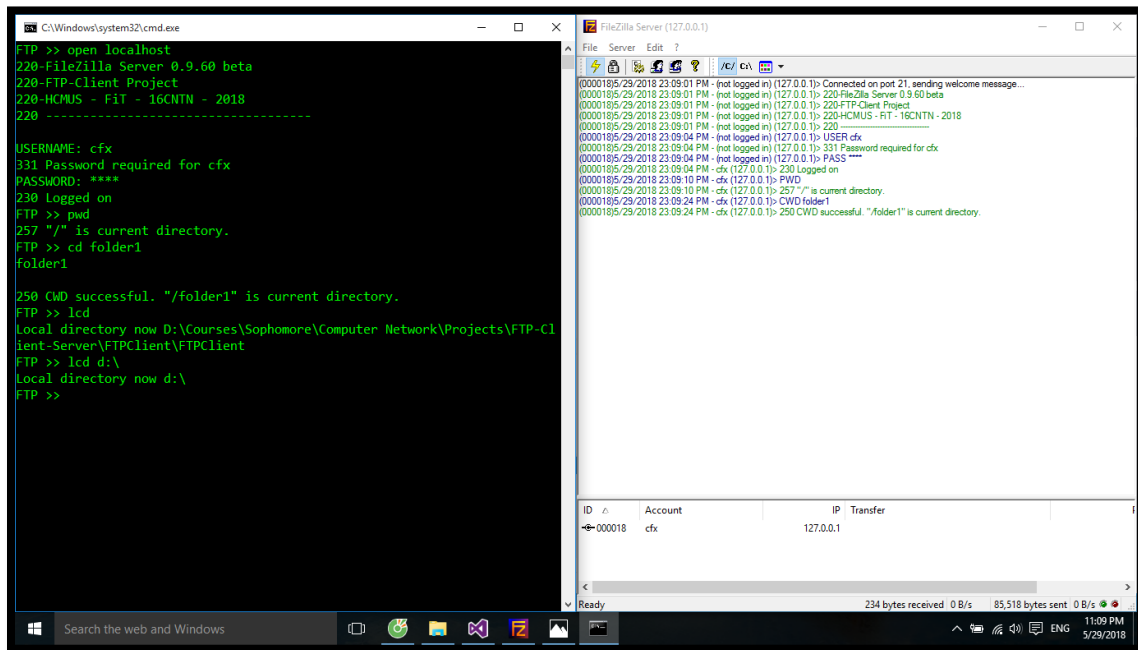 C:\Windows\system32\cmd.exe
FTP >> open localhost
220-FileZilla Server 0.9.60 beta
220-FTP-Client Project
220-HCMUS - FiT - 16CNTN - 2018
220 ------------------------------------
USERNAME: cfx
331 Password required for cfx
PASSWORD: ****
230 Logged on
FTP >> pwd
257 "/" is current directory.
FTP >> cd folder1
folder1
250 CWD successful. "/folder1" is current directory.
FTP >> lcd
Local directory now D:\Courses\Sophomore\Computer Network\Projects\FTP-Cl
ient-Server\FTPClient\FTPClient
FTP >> lcd d:\
Local directory now d:\
FTP >>
FileZilla Server (127.0.0.1)
File Server Edit ?
/C/ C:\
(000018)5/29/2018 23:09:01 PM - (not logged in) (127.0.0.1)> Connected on port 21, sending welcome message...
(000018)5/29/2018 23:09:01 PM - (not logged in) (127.0.0.1)> 220-FileZilla Server 0.9.60 beta
(000018)5/29/2018 23:09:01 PM - (not logged in) (127.0.0.1)> 220-FTP-Client Project
(000018)5/29/2018 23:09:01 PM - (not logged in) (127.0.0.1)> 220-HCMUS - FiT - 16CNTN - 2018
(000018)5/29/2018 23:09:01 PM - (not logged in) (127.0.0.1)> 220 ------------------------------------
(000018)5/29/2018 23:09:04 PM - (not logged in) (127.0.0.1)> USER cfx
(000018)5/29/2018 23:09:04 PM - (not logged in) (127.0.0.1)> 331 Password required for cfx
(000018)5/29/2018 23:09:04 PM - (not logged in) (127.0.0.1)> PASS ****
(000018)5/29/2018 23:09:04 PM - cfx (127.0.0.1)> 230 Logged on
(000018)5/29/2018 23:09:10 PM - cfx (127.0.0.1)> PWD
(000018)5/29/2018 23:09:10 PM - cfx (127.0.0.1)> 257 "/" is current directory.
(000018)5/29/2018 23:09:24 PM - cfx (127.0.0.1)> CWD folder1
(000018)5/29/2018 23:09:24 PM - cfx (127.0.0.1)> 250 CWD successful. "/folder1" is current directory.
ID Account IP Transfer
000018 cfx 127.0.0.1
Ready 234 bytes received 0 B/s 85,518 bytes sent 0 B/s
Search the web and Windows
ENG
11:09 PM
5/29/2018